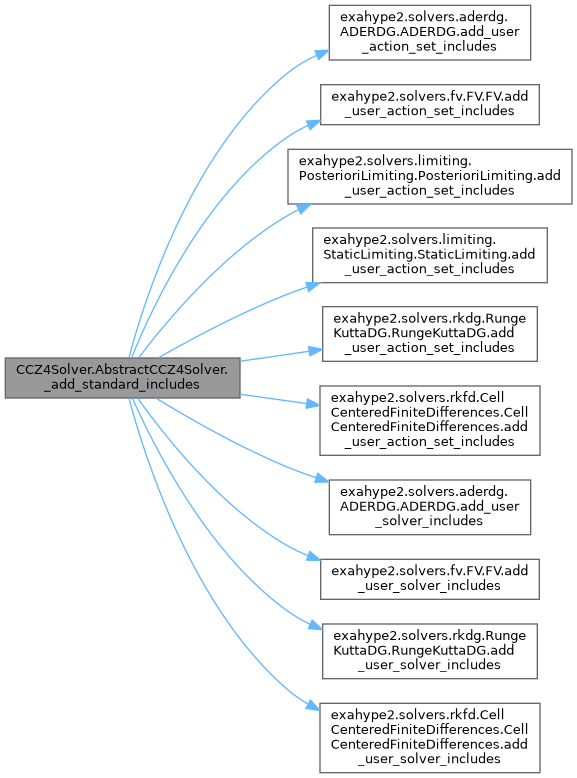 exahype2.solvers.aderdg.
ADERDG.ADERDG.add_user
_action_set_includes
exahype2.solvers.fv.FV.FV.add
_user_action_set_includes
exahype2.solvers.limiting.
PosterioriLimiting.PosterioriLimiting.add
_user_action_set_includes
exahype2.solvers.limiting.
StaticLimiting.StaticLimiting.add
_user_action_set_includes
exahype2.solvers.rkdg.Runge
KuttaDG.RungeKuttaDG.add
_user_action_set_includes
CCZ4Solver.AbstractCCZ4Solver.
_add_standard_includes
exahype2.solvers.rkfd.Cell
CenteredFiniteDifferences.Cell
CenteredFiniteDifferences.add
_user_action_set_includes
exahype2.solvers.aderdg.
ADERDG.ADERDG.add_user
_solver_includes
exahype2.solvers.fv.FV.FV.add
_user_solver_includes
exahype2.solvers.rkdg.Runge
KuttaDG.RungeKuttaDG.add
_user_solver_includes
exahype2.solvers.rkfd.Cell
CenteredFiniteDifferences.Cell
CenteredFiniteDifferences.add
_user_solver_includes